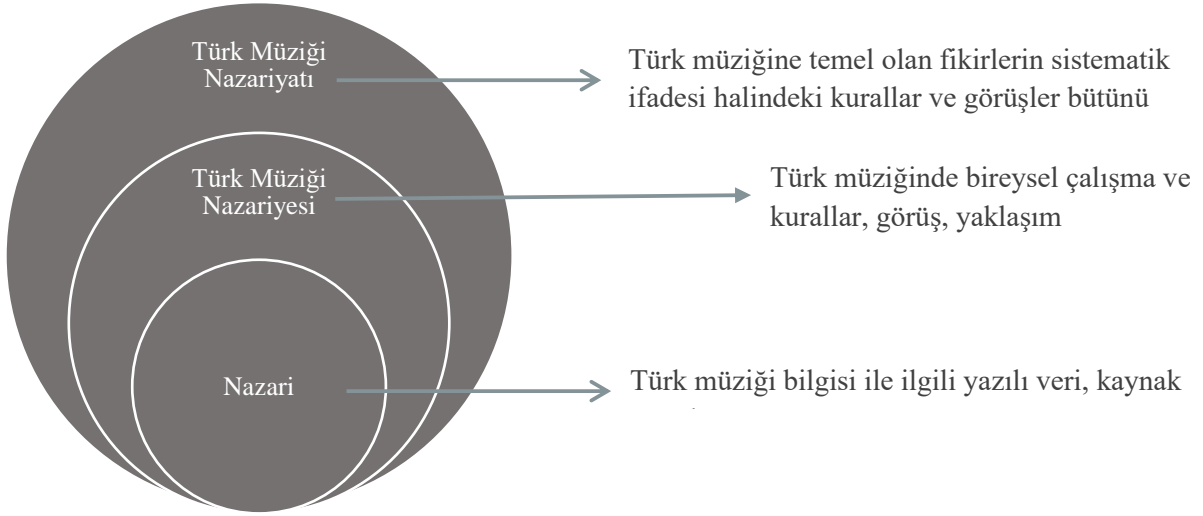 Türk Müziği
Nazariyatı
Türk müziğine temel olan fikirlerin sistematik
ifadesi halindeki kurallar ve görüşler bütünü
Türk Müziği
Nazariyesi
Türk müziğinde bireysel çalışma ve
kurallar, görüş, yaklaşım
Nazari
Türk müziği bilgisi ile ilgili yazılı veri, kaynak